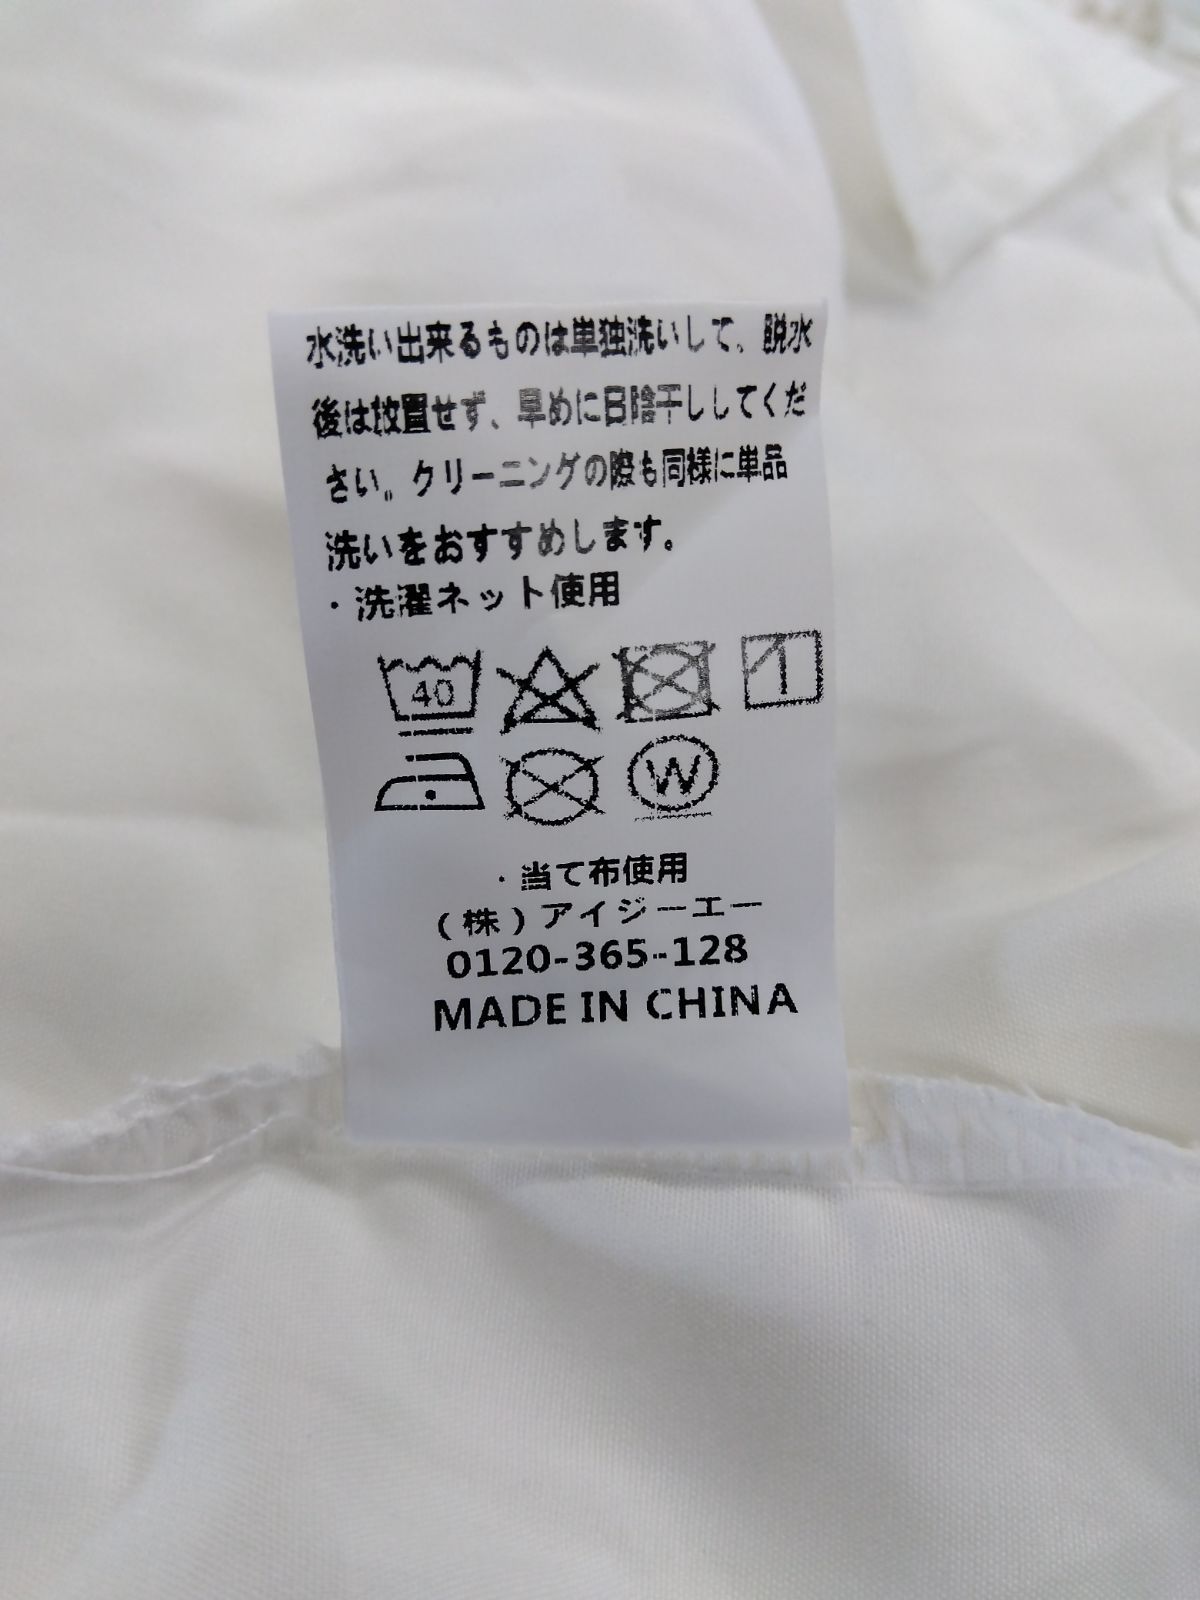 水洗い出来るものは単独洗いして、脱水
後は放置せず、早めに日陰干ししてくだ
さい。クリーニングの際も同様に単品
洗いをおすすめします。
・洗濯ネット使用
40
W
・当て布使用
(株)アイジーエー
0120-365-128
MADE IN CHINA